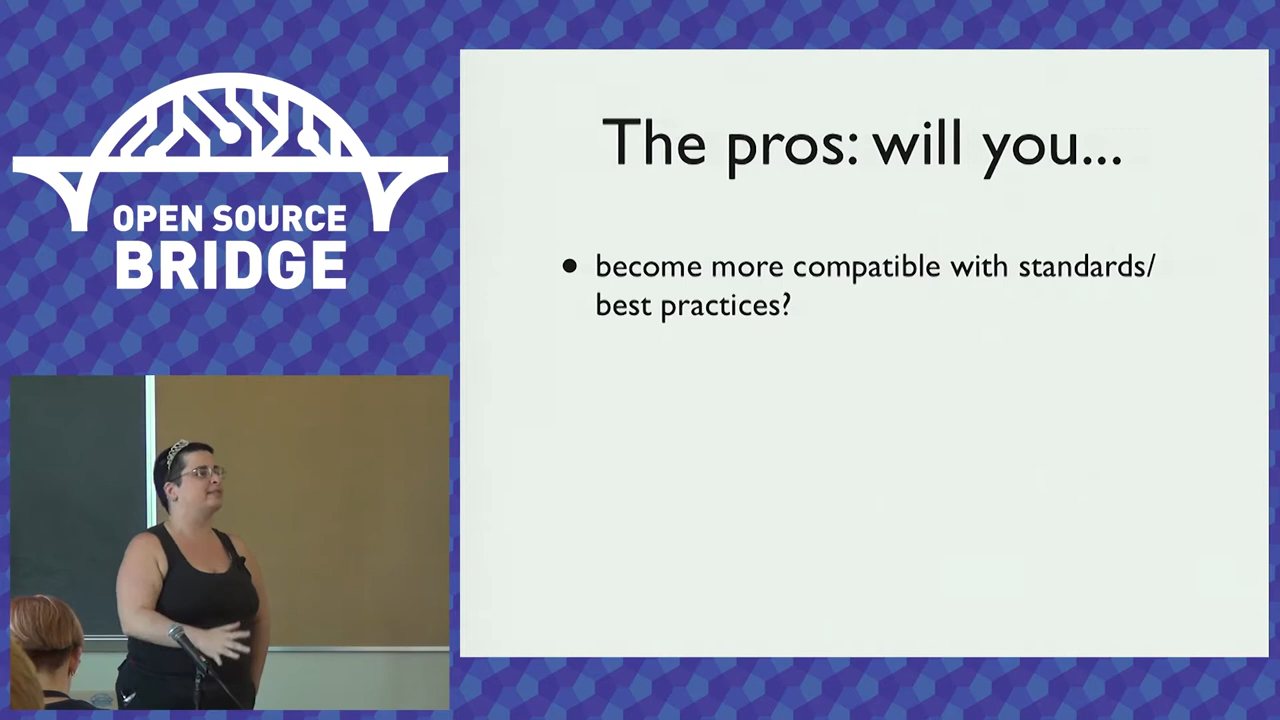 OPEN SOURCE
BRIDGE
The pros: will you...
• become more compatible with standards/
best practices?